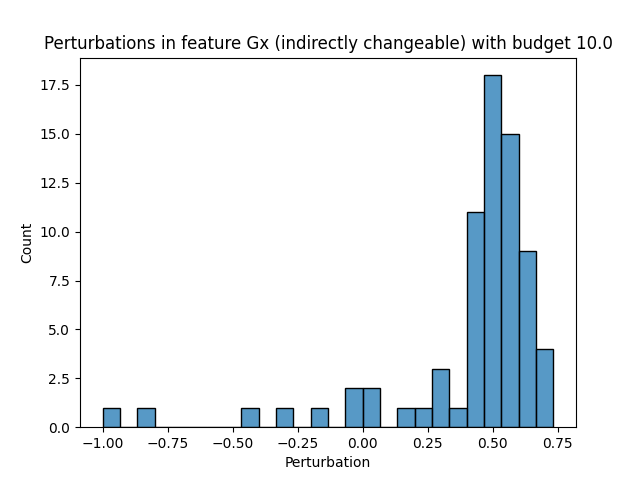 Perturbations in feature Gx (indirectly changeable) with budget 10.0
17.5
15.0
12.5
10.0
7.5
5.0
2.5
0.0
Count
−1.00 −0.75 −0.50 −0.25 0.00 0.25 0.50 0.75
Perturbation